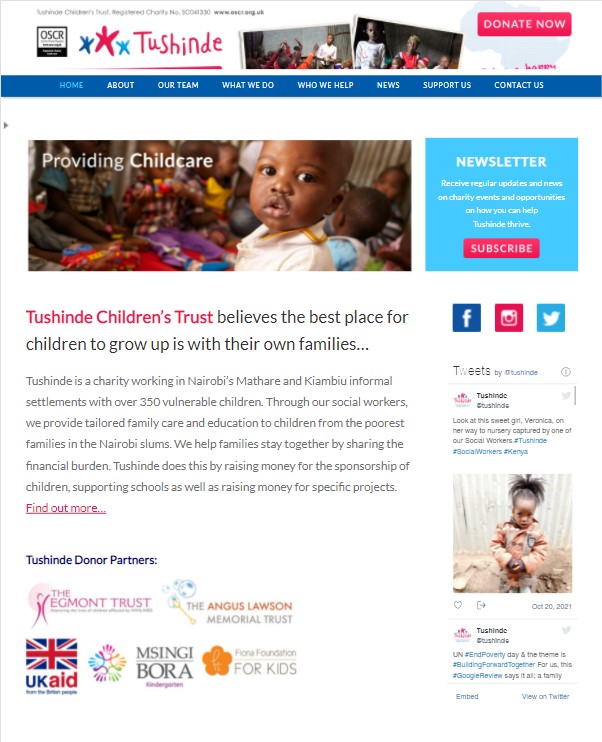 Tushinde Children's Trust, Registered Charity No. SC041330 www.oscr.org.uk
OSCR
Tushinde
DONATE NOW
HOME ABOUT OUR TEAM WHAT WE DO WHO WE HELP NEWS SUPPORT US CONTACT US
Providing Childcare
NEWSLETTER
Receive regular updates and news
on charity events and opportunities
on how you can help
Tushinde thrive.
SUBSCRIBE
Tushinde Children's Trust believes the best place for
children to grow up is with their own families...
Tushinde is a charity working in Nairobi's Mathare and Kiambiu informal
settlements with over 350 vulnerable children. Through our social workers,
we provide tailored family care and education to children from the poorest
families in the Nairobi slums. We help families stay together by sharing the
financial burden. Tushinde does this by raising money for the sponsorship of
children, supporting schools as well as raising money for specific projects.
Find out more...
Tushinde Donor Partners:
THE
EGMONT TRUST
THE ANGUS LAWSON
MEMORIAL TRUST
UKaid
from the British people
MSINGI
BORA
Kindergarten
Fiona Foundation
FOR KIDS
Tweets by @tushinde
Tushinde
@tushinde
Look at this sweet girl, Veronica, on
her way to nursery captured by one of
our Social Workers.#Tushinde
#SocialWorkers #Kenya
Oct 20, 2021
Tushinde
@tushinde
UN #EndPoverty day & the theme is
#BuildingForwardTogether For us, this
#GoogleReview says it all; a family
Embed View on Twitter